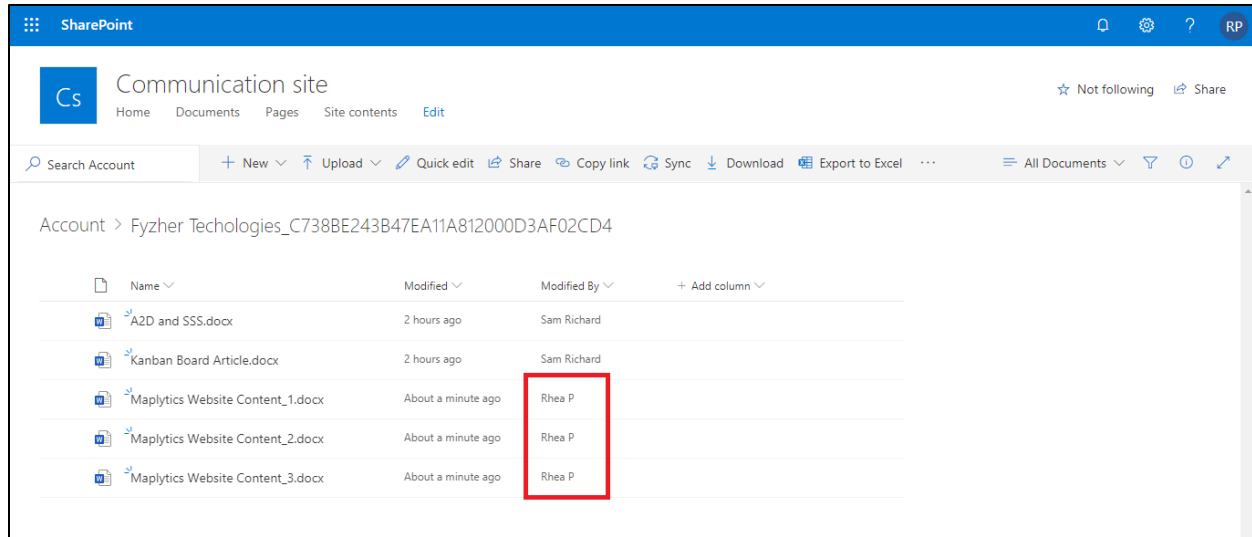 SharePoint ? RP
Cs
Communication site
Not following Share
Home Documents Pages Site contents Edit
Search Account + New Upload Quick edit Share Copy link Sync Download Export to Excel ... All Documents
Account > Fyzher Techologies_C738BE243B47EA11A812000D3AF02CD4
Name Modified Modified By + Add column
A2D and SSS.docx 2 hours ago Sam Richard
Kanban Board Article.docx 2 hours ago Sam Richard
Maplytics Website Content_1.docx About a minute ago Rhea P
Maplytics Website Content_2.docx About a minute ago Rhea P
Maplytics Website Content_3.docx About a minute ago Rhea P